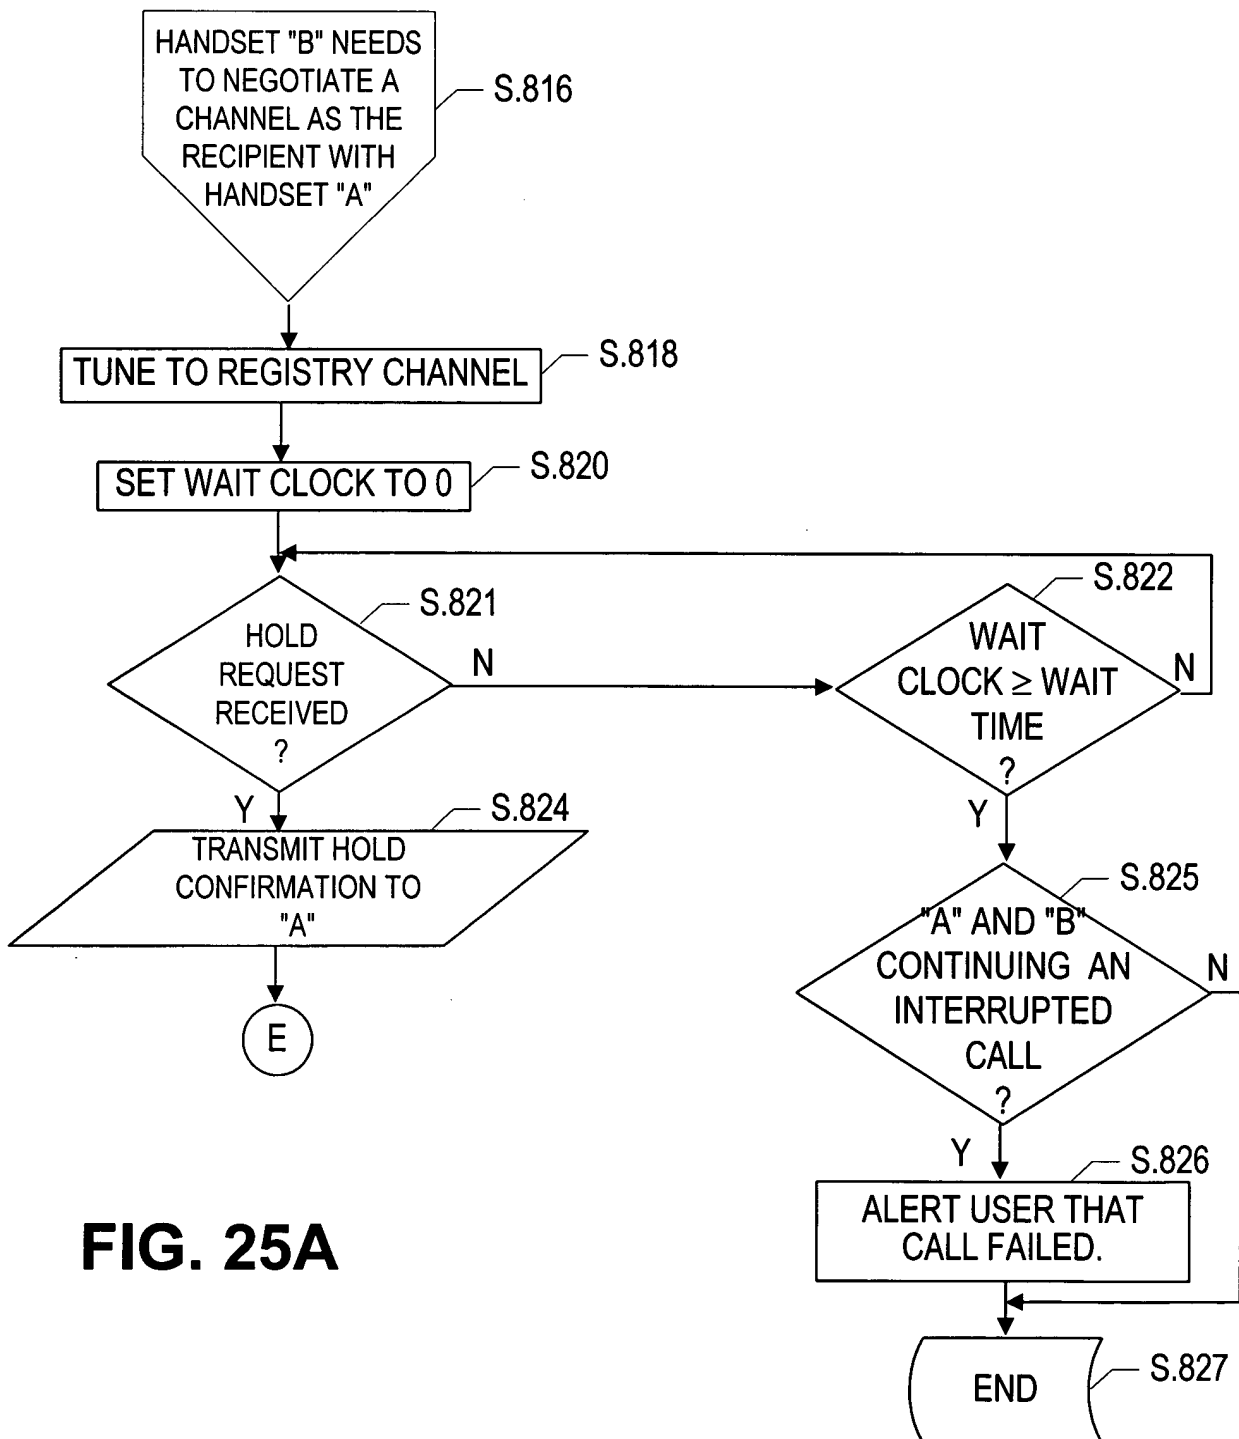 HANDSET "B" NEEDS
TO NEGOTIATE A
CHANNEL AS THE
RECIPIENT WITH
HANDSET "A"
S.816
TUNE TO REGISTRY CHANNEL
S.818
SET WAIT CLOCK TO 0
S.820
HOLD
REQUEST
RECEIVED
?
S.821
N
Y
WAIT
CLOCK ≥ WAIT
TIME
?
S.822
N
Y
TRANSMIT HOLD
CONFIRMATION TO
"A"
S.824
E
"A" AND "B"
CONTINUING AN
INTERRUPTED
CALL
?
S.825
N
Y
ALERT USER THAT
CALL FAILED.
S.826
END
S.827
FIG. 25A